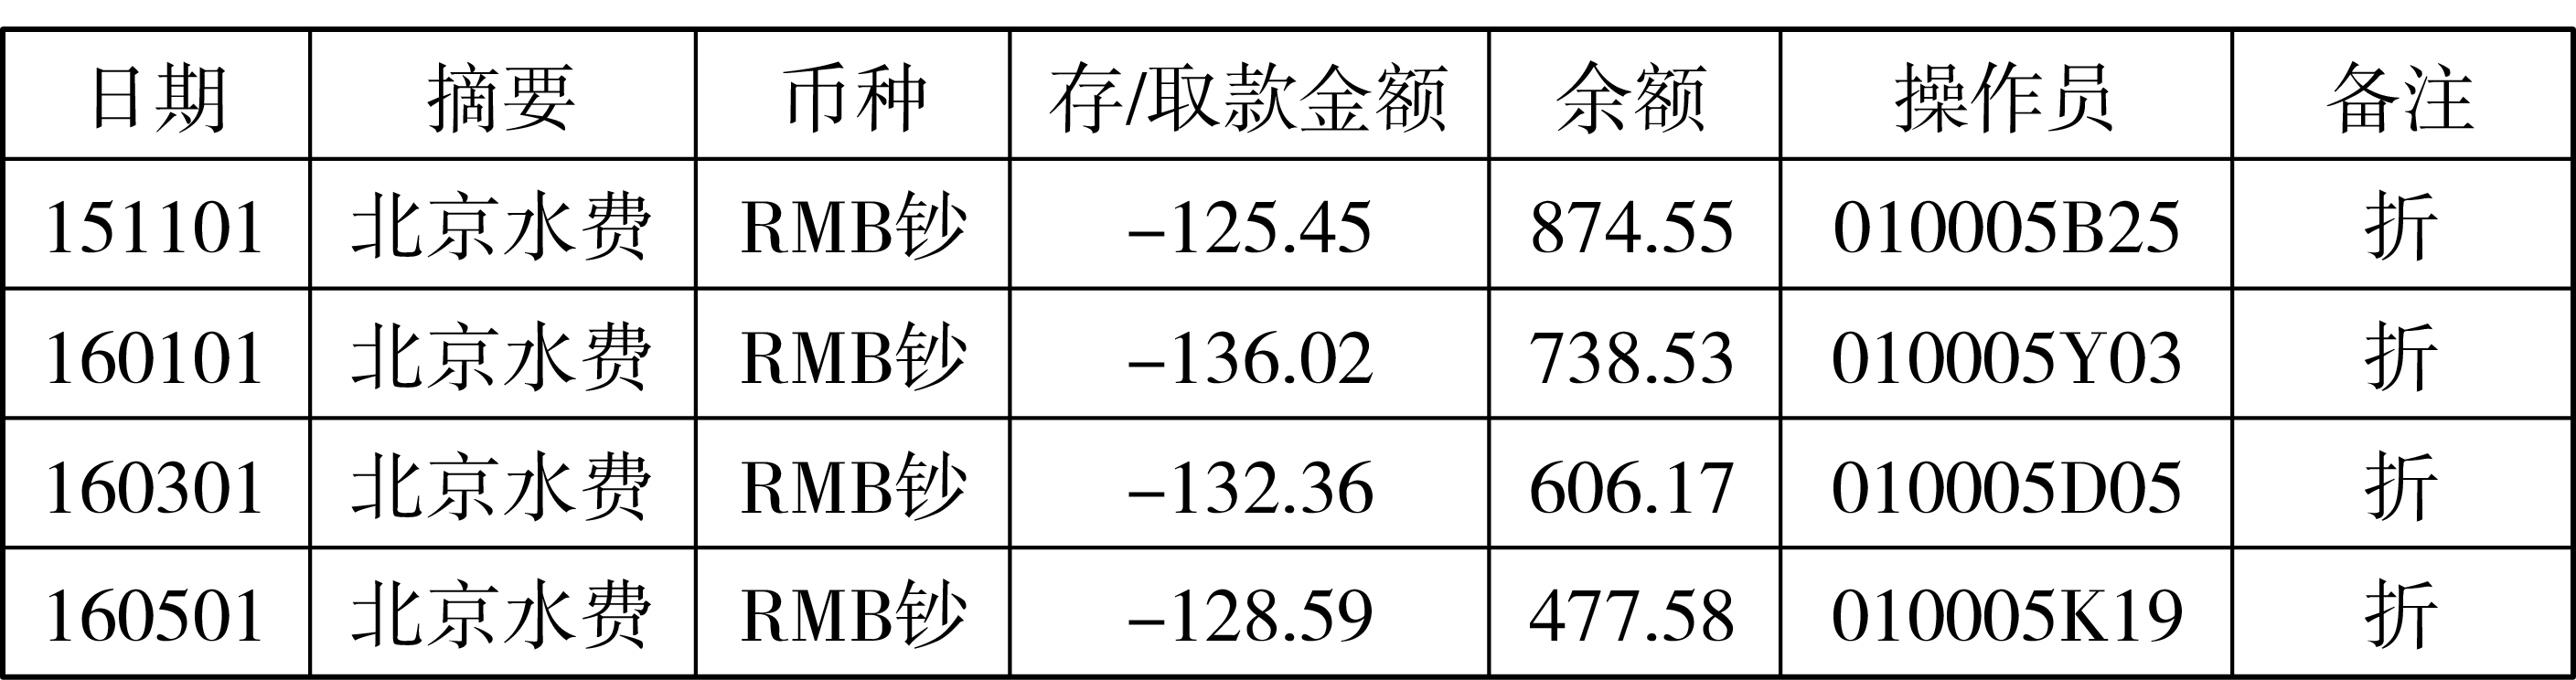 日期 摘要 币种 存/取款金额 余额 操作员 备注
151101 北京水费 RMB钞 -125.45 874.55 010005B25 折
160101 北京水费 RMB钞 -136.02 738.53 010005Y03 折
160301 北京水费 RMB钞 -132.36 606.17 010005D05 折
160501 北京水费 RMB钞 -128.59 477.58 010005K19 折